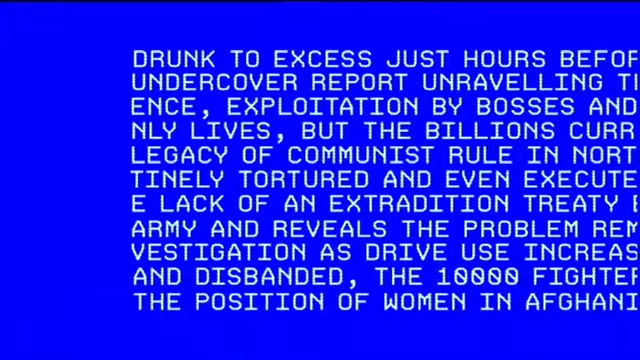 DRUNK TO EXCESS JUST HOURS BEFOR
UNDERCOVER REPORT UNRAVELLING T
ENCE, EXPLOITATION BY BOSSES AND
NLY LIVES, BUT THE BILLIONS CURR
LEGACY OF COMMUNIST RULE IN NORT
TINELY TORTURED AND EVEN EXECUTE
E LACK OF AN EXTRADITION TREATY
ARMY AND REVEALS THE PROBLEM REM
VESTIGATION AS DRIVE USE INCREAS
AND DISBANDED, THE 10000 FIGHTER
THE POSITION OF WOMEN IN AFGHANI